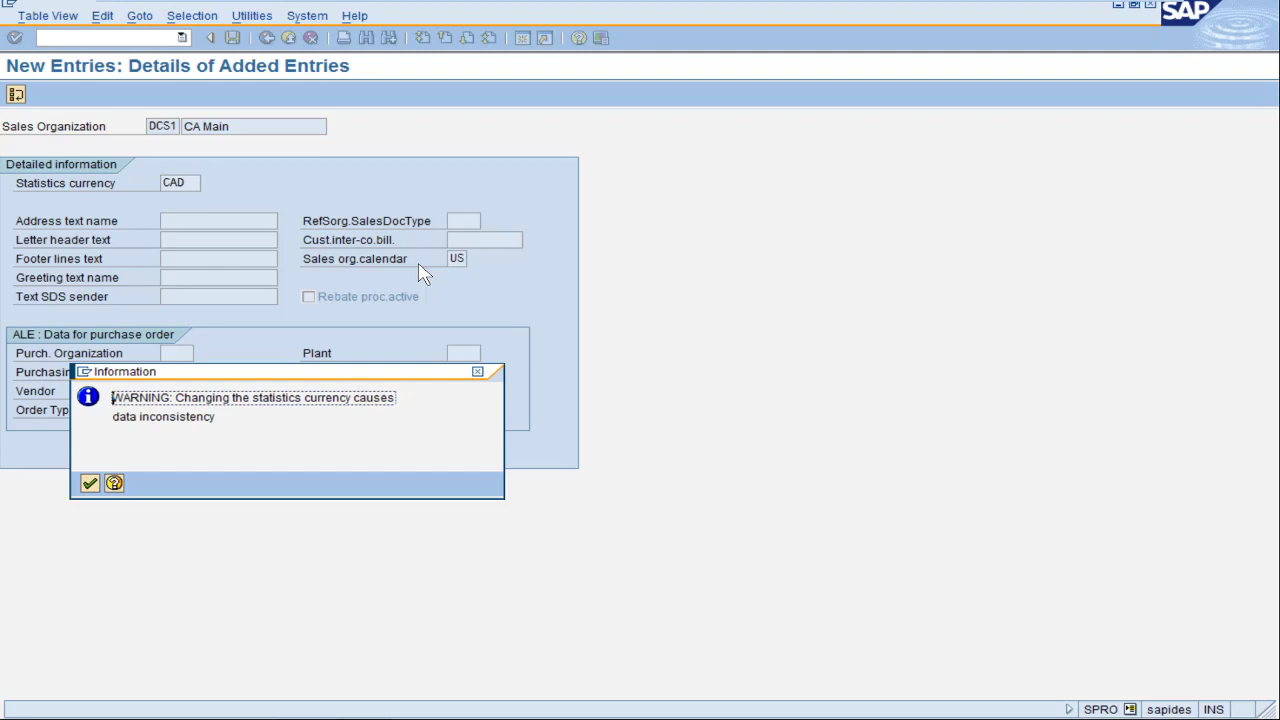 Table View Edit Goto Selection Utilities System Help
SAP
New Entries: Details of Added Entries
Sales Organization DCS1 CA Main
Detailed information
Statistics currency CAD
Address text name RefSorg.SalesDocType
Letter header text Cust.inter-co.bill.
Footer lines text Sales org.calendar US
Greeting text name
Text SDS sender Rebate proc.active
ALE : Data for purchase order
Purch. Organization Plant
Information
WARNING: Changing the statistics currency causes
data inconsistency
Vendor
SPRO sapides INS